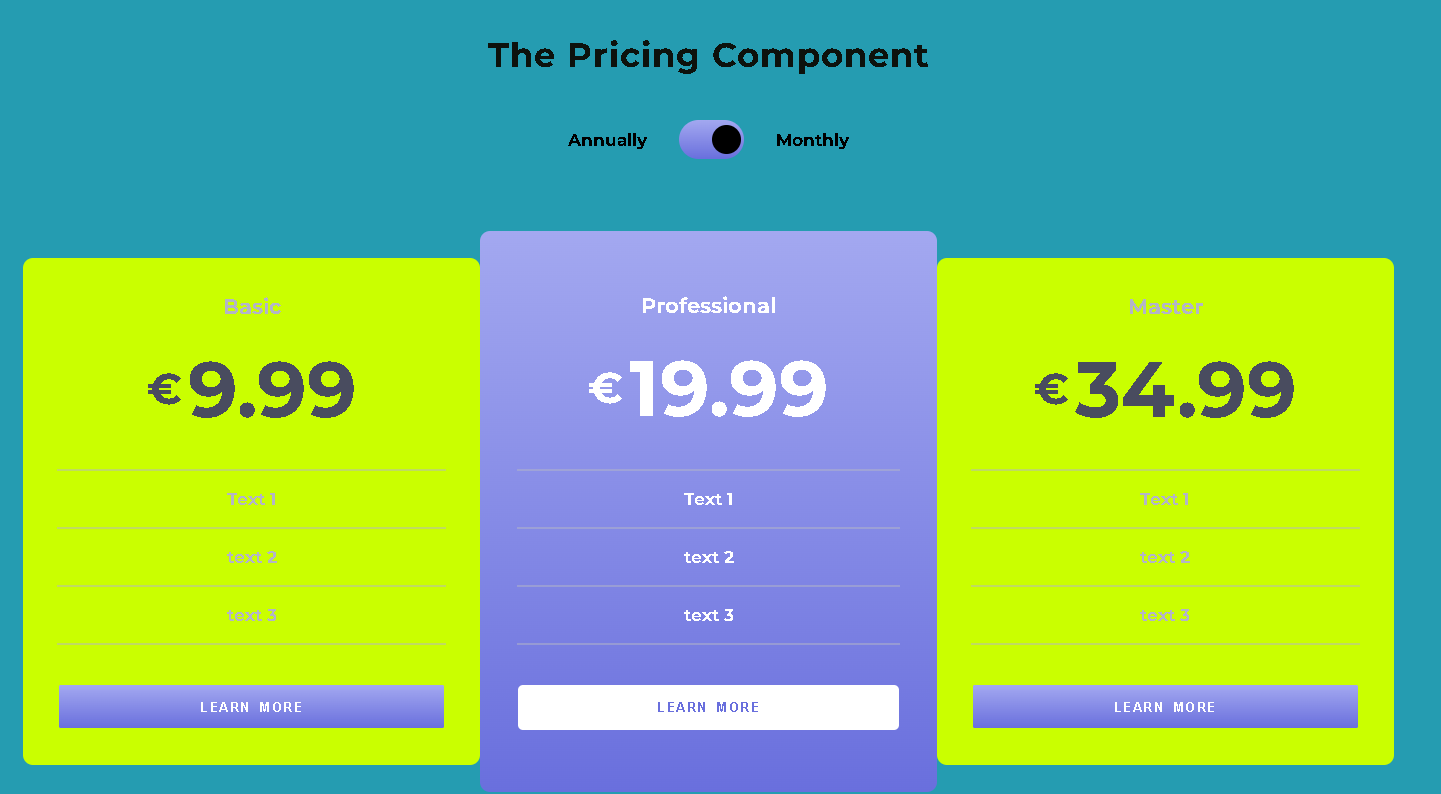 The Pricing Component
Annually Monthly
Basic
€9.99
Text 1
text 2
text 3
LEARN MORE
Professional
€19.99
Text 1
text 2
text 3
LEARN MORE
Master
€34.99
Text 1
text 2
text 3
LEARN MORE